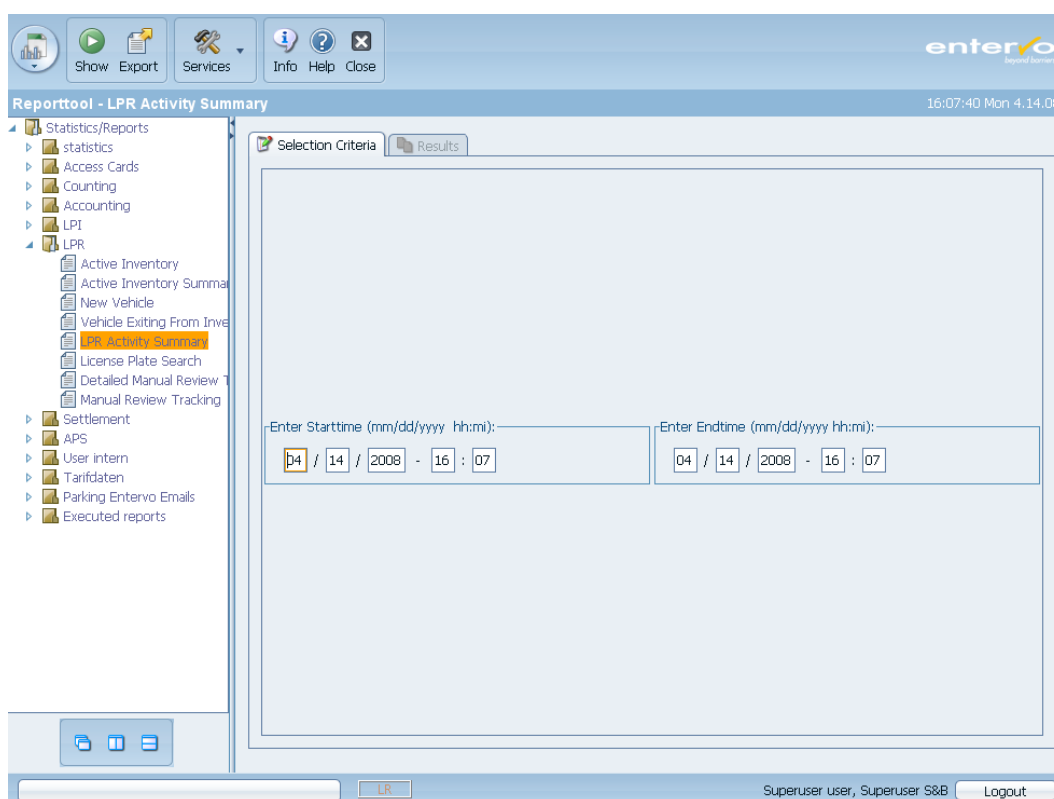 Show Export Services Info Help Close
entervo
beyond barriers
Reporttool - LPR Activity Summary
16:07:40 Mon 4.14.08
Statistics/Reports
statistics
Access Cards
Counting
Accounting
LPI
LPR
Active Inventory
Active Inventory Summar
New Vehicle
Vehicle Exiting From Inve
LPR Activity Summary
License Plate Search
Detailed Manual Review T
Manual Review Tracking
Settlement
APS
User intern
Tarifdaten
Parking Entervo Emails
Executed reports
Selection Criteria Results
Enter Starttime (mm/dd/yyyy hh:mi): Enter Endtime (mm/dd/yyyy hh:mi):
04 / 14 / 2008 - 16 : 07 04 / 14 / 2008 - 16 : 07
LR
Superuser user, Superuser S&B Logout